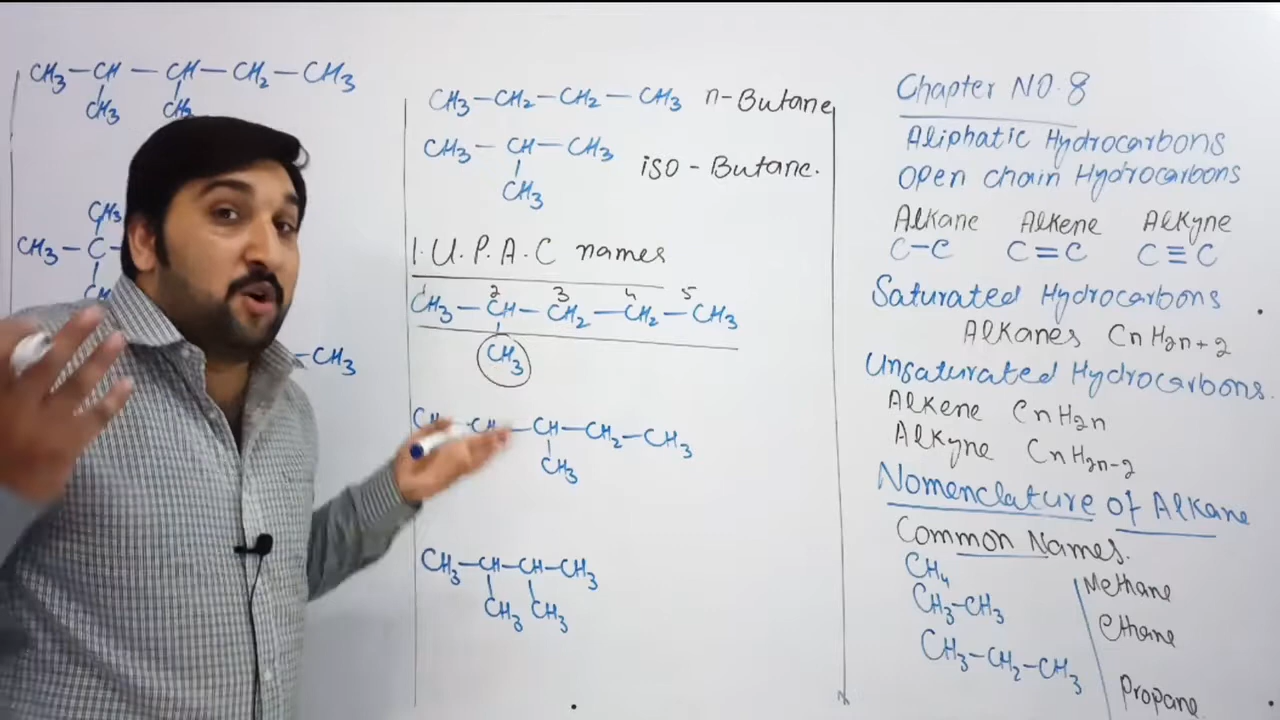 CH₃—CH—CH—CH₂—CH₃
CH₃ CH₃
CH₃
CH₃—C—
—CH₃
CH₃—CH₂—CH₂—CH₃ n-Butane
CH₃—CH—CH₃ iso-Butane.
CH₃
I.U.P.A.C names
1 2 3 4 5
CH₃—CH—CH₂—CH₂—CH₃
CH₃
—CH—CH₂—CH₃
CH₃
CH₃—CH—CH—CH₃
CH₃ CH₃
Chapter NO.8
Aliphatic Hydrocarbons
Open chain Hydrocarbons
Alkane Alkene Alkyne
C—C C=C C≡C
Saturated Hydrocarbons
Alkanes CnH2n+2
Unsaturated Hydrocarbons.
Alkene CnH2n
Alkyne CnH2n-2
Nomenclature of Alkane
Common Names.
CH₄ Methane
CH₃—CH₃ Ethane
CH₃—CH₂—CH₃ Propane